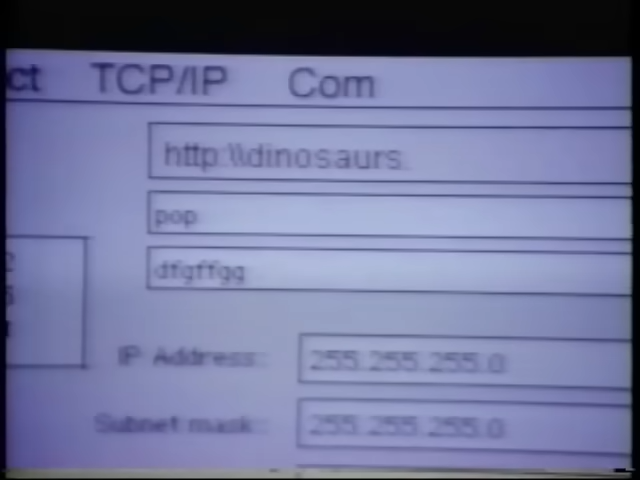 ct TCP/IP Com
http:\\dinosaurs.
pop
dfgffgg
IP Address: 255.255.255.0
Subnet mask: 255.255.255.0